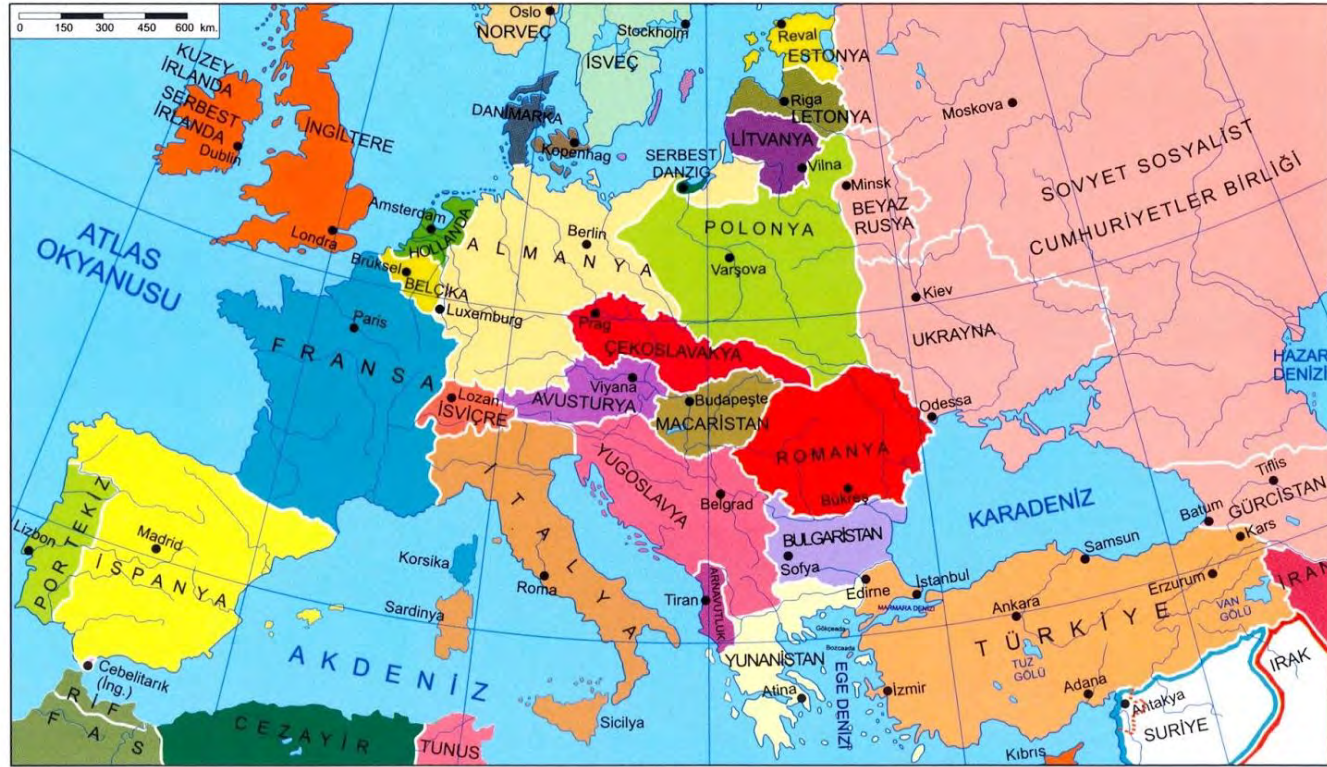 0 150 300 450 600 km.
Oslo
NORVEÇ
Stockholm
İSVEÇ
Reval
ESTONYA
KUZEY
İRLANDA
SERBEST
İRLANDA
Dublin
İNGİLTERE
Londra
DANİMARKA
Kopenhag
Riga
LETONYA
LİTVANYA
Vilna
Moskova
SOVYET SOSYALİST
CUMHURİYETLER BİRLİĞİ
SERBEST
DANZIG
Minsk
BEYAZ
RUSYA
ATLAS
OKYANUSU
Amsterdam
HOLLANDA
Brüksel
BELÇİKA
Luxemburg
ALMANYA
Berlin
POLONYA
Varşova
Kiev
UKRAYNA
Paris
FRANSA
Prag
ÇEKOSLAVAKYA
HAZAR
DENİZİ
Lozan
İSVİÇRE
Viyana
AVUSTURYA
Budapeşte
MACARİSTAN
Odessa
ROMANYA
Bükreş
YUGOSLAVYA
Belgrad
İTALYA
Roma
PORTEKİZ
Lizbon
Madrid
İSPANYA
Korsika
Sardinya
BULGARİSTAN
Sofya
KARADENİZ
Tiflis
GÜRCİSTAN
Batum
Kars
Samsun
Edirne
İstanbul
MARMARA DENİZİ
Ankara
Erzurum
İRAN
TÜRKİYE
VAN
GÖLÜ
TUZ
GÖLÜ
Tiran
ARNAVUTLUK
Gökçeada
Bozcaada
YUNANİSTAN
Atina
EGE DENİZİ
İzmir
Adana
Antakya
SURİYE
IRAK
Kıbrıs
AKDENİZ
Sicilya
Cebelitarık
(İng.)
RİF
FAS
CEZAYİR
TUNUS